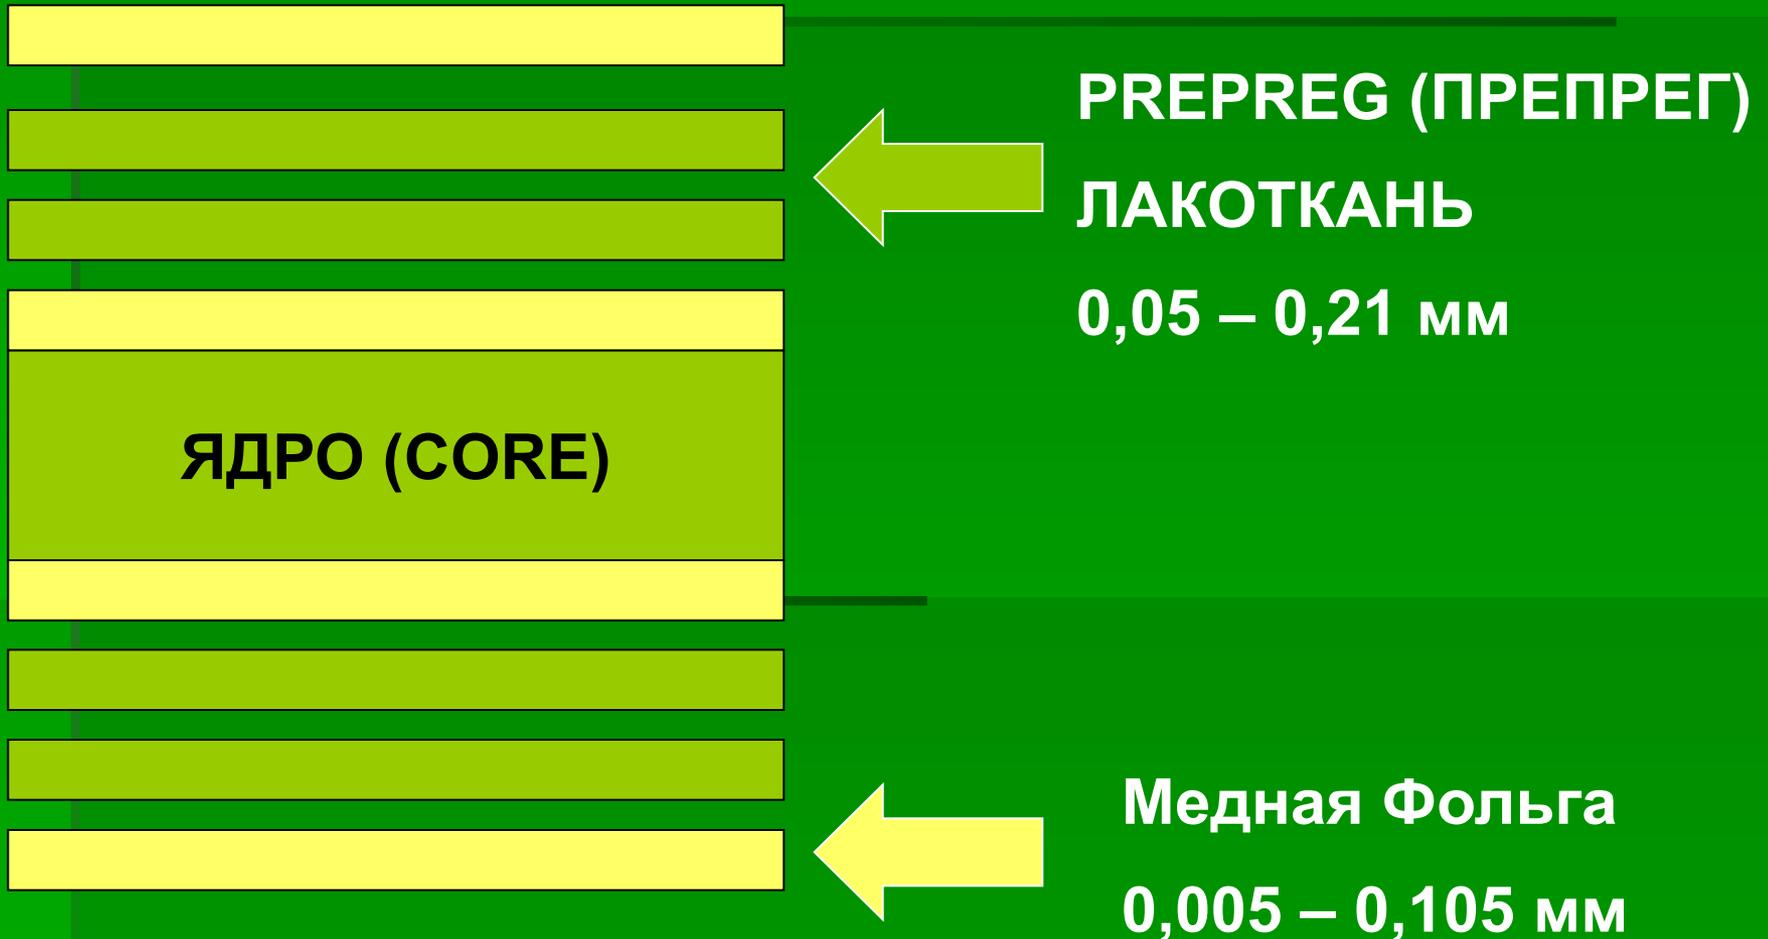 PREPREG (ПРЕПРЕГ)
ЛАКОТКАНЬ
0,05 – 0,21 мм
ЯДРО (CORE)
Медная Фольга
0,005 – 0,105 мм